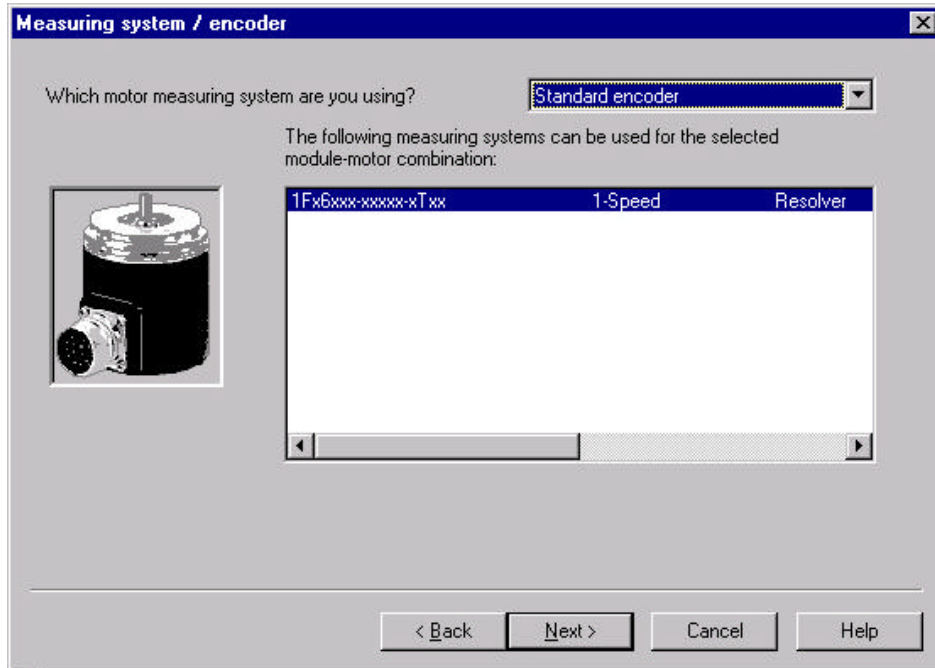 Measuring system / encoder
Which motor measuring system are you using?
Standard encoder
The following measuring systems can be used for the selected
module-motor combination:
1Fx6xxx-xxxxx-xTxx 1-Speed Resolver
< Back
Next >
Cancel
Help